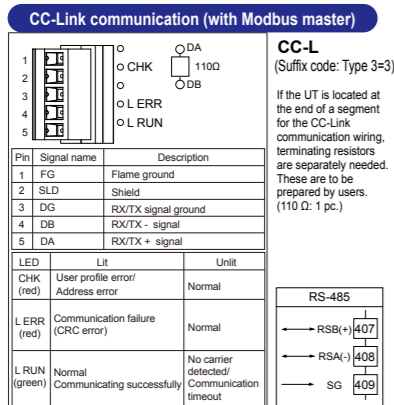 CC-Link communication (with Modbus master)
1
2
3
4
5
CHK
L ERR
L RUN
DA
110Ω
DB
CC-L
(Suffix code: Type 3=3)
If the UT is located at
the end of a segment
for the CC-Link
communication wiring,
terminating resistors
are separately needed.
These are to be
prepared by users.
(110 Ω: 1 pc.)
Pin Signal name Description
1 FG Flame ground
2 SLD Shield
3 DG RX/TX signal ground
4 DB RX/TX - signal
5 DA RX/TX + signal
LED Lit Unlit
CHK (red) User profile error/ Address error Normal
L ERR (red) Communication failure (CRC error) Normal
L RUN (green) Normal Communicating successfully No carrier detected/ Communication timeout
RS-485
RSB(+) 407
RSA(-) 408
SG 409